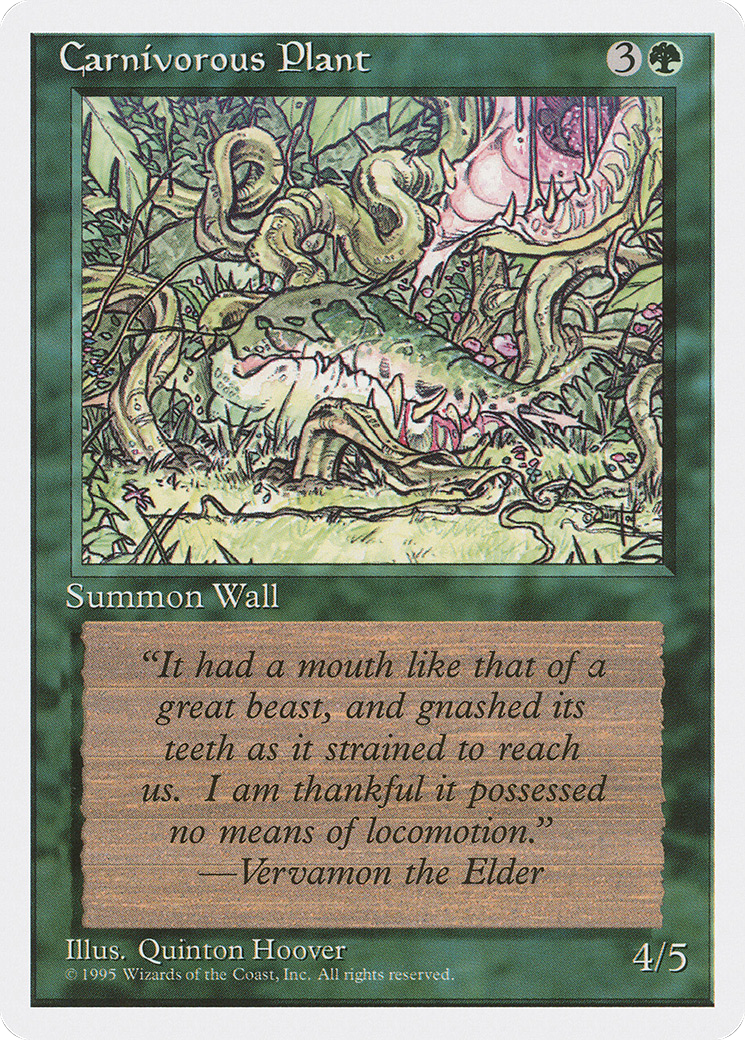 Carnivorous Plant 3
Summon Wall
“It had a mouth like that of a
great beast, and gnashed its
teeth as it strained to reach
us.  I am thankful it possessed
no means of locomotion.”
—Vervamon the Elder
Illus. Quinton Hoover
© 1995 Wizards of the Coast, Inc. All rights reserved.
4/5